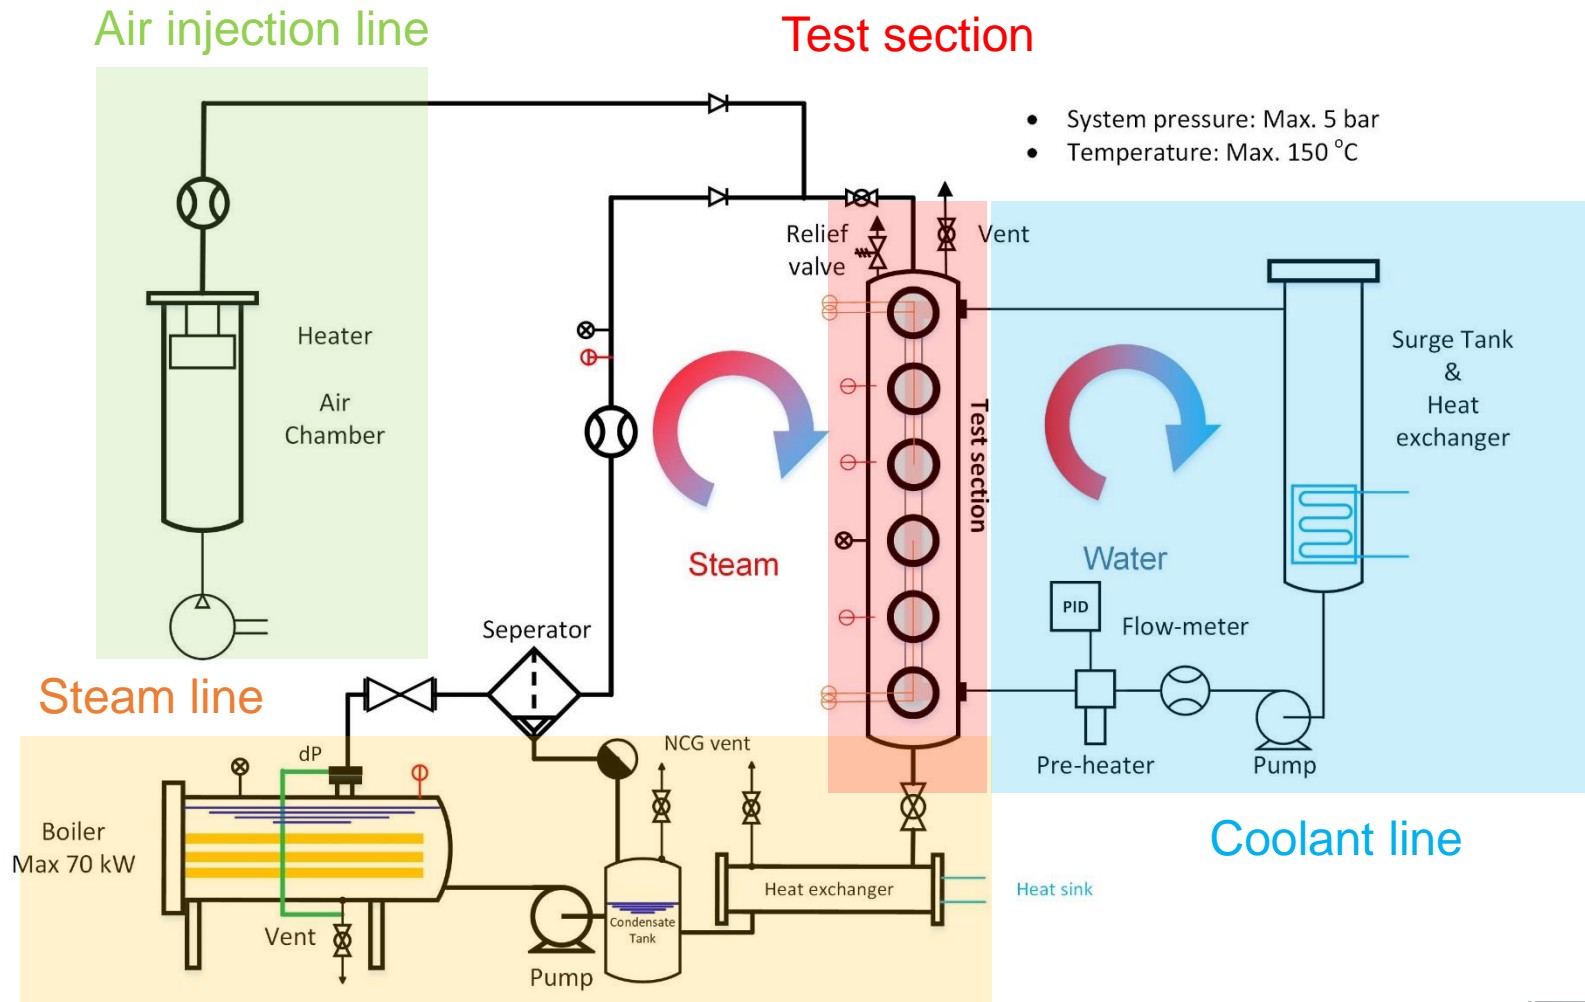 Air injection line
Test section
• System pressure: Max. 5 bar
• Temperature: Max. 150 °C
Relief
valve
Vent
Heater
Air
Chamber
Surge Tank
&
Heat
exchanger
Test section
Steam
Water
PID
Flow-meter
Seperator
Steam line
NCG vent
dP
Pre-heater
Pump
Boiler
Max 70 kW
Coolant line
Heat exchanger
Heat sink
Condensate
Tank
Vent
Pump